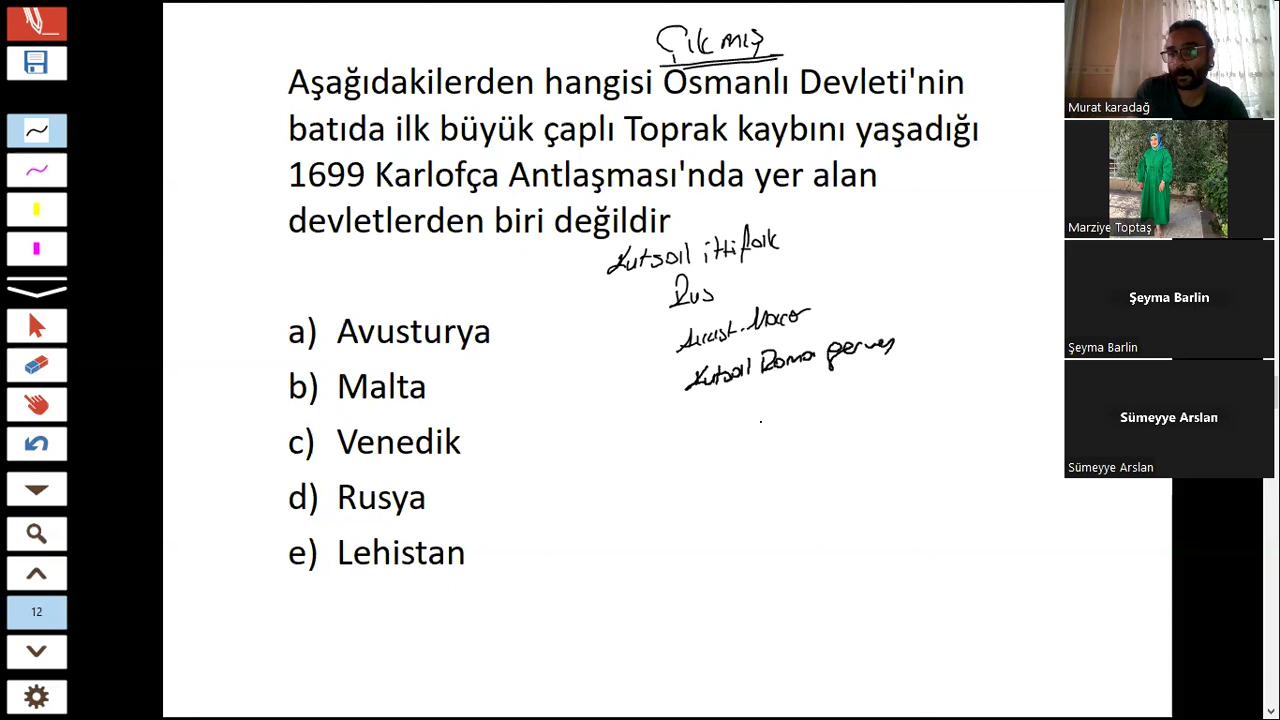 Çıkmış
Aşağıdakilerden hangisi Osmanlı Devleti'nin
batıda ilk büyük çaplı Toprak kaybını yaşadığı
1699 Karlofça Antlaşması'nda yer alan
devletlerden biri değildir
Kutsal ittifak
Rus
Kutsal Roma germen
a) Avusturya
b) Malta
c) Venedik
d) Rusya
e) Lehistan
12
Murat karadağ
Marziye Toptaş
Şeyma Barlin
Şeyma Barlin
Sümeyye Arslan
Sümeyye Arslan